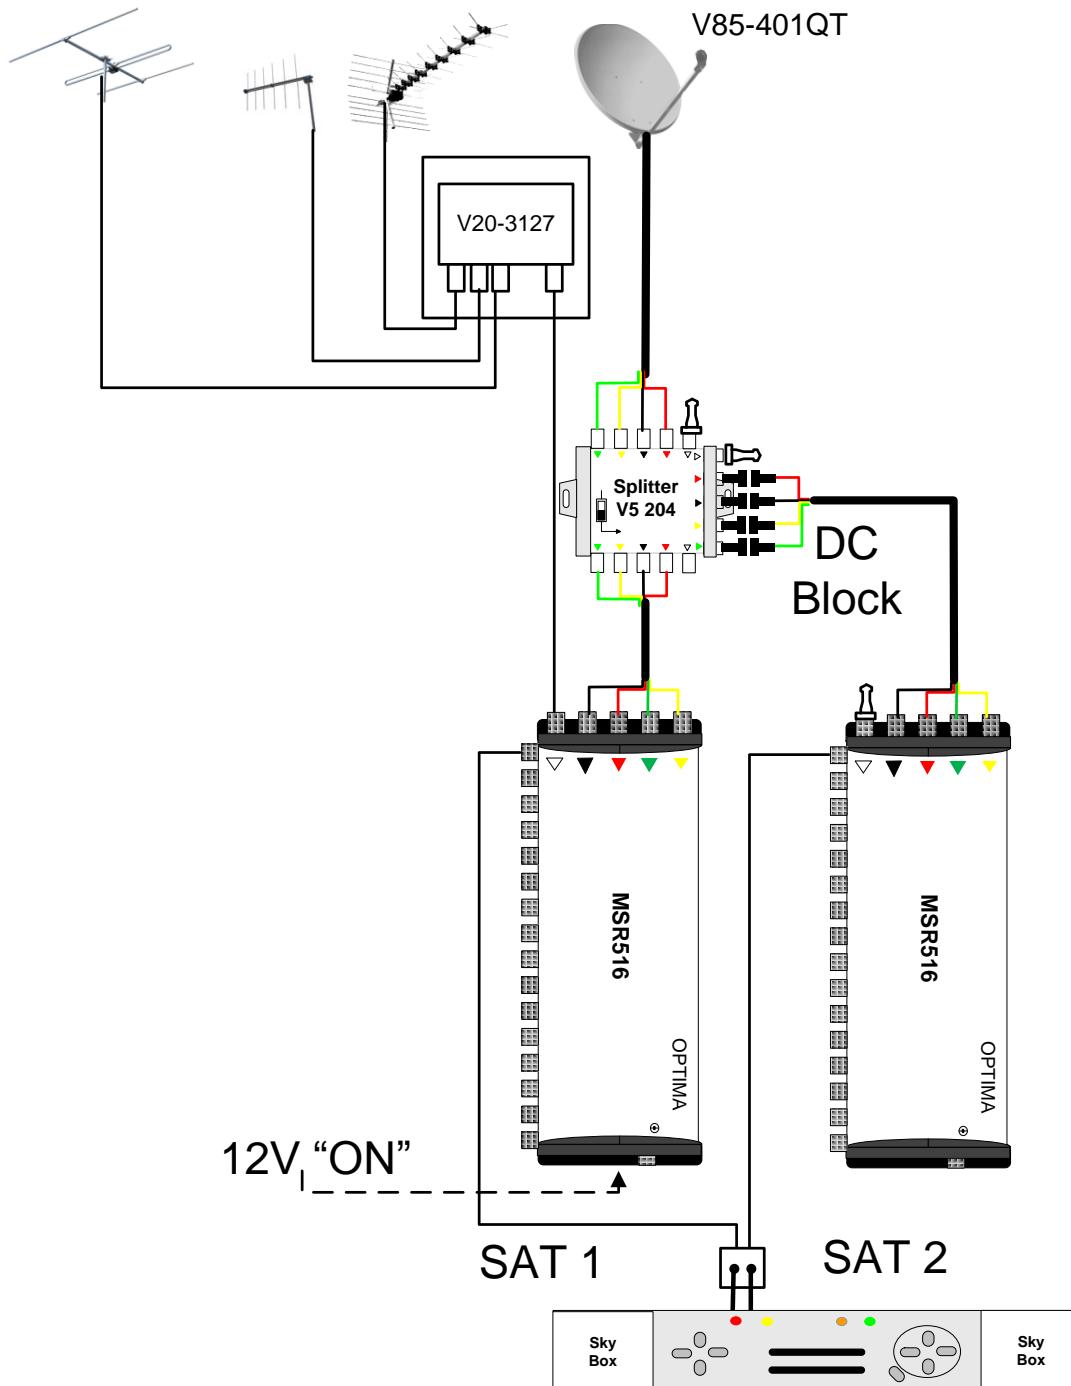 V85-401QT
V20-3127
Splitter
V5 204
DC
Block
MSR516
OPTIMA
MSR516
OPTIMA
12V "ON"
SAT 1
SAT 2
Sky
Box
Sky
Box